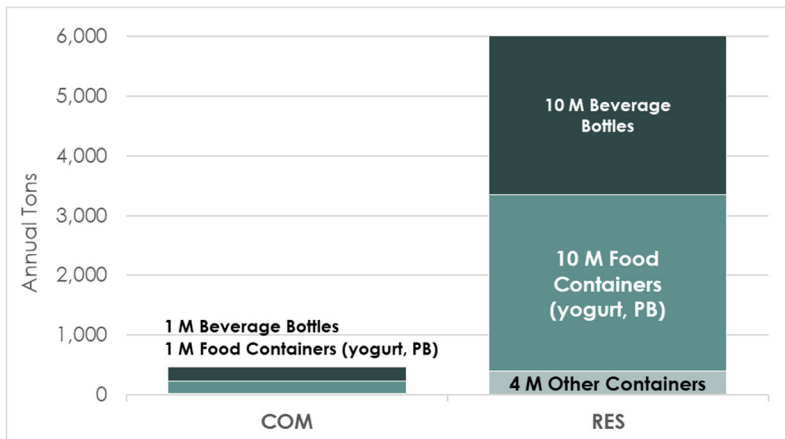 6,000
5,000
4,000
3,000
2,000
1,000
0
Annual Tons
1 M Beverage Bottles
1 M Food Containers (yogurt, PB)
10 M Beverage
Bottles
10 M Food
Containers
(yogurt, PB)
4 M Other Containers
COM
RES